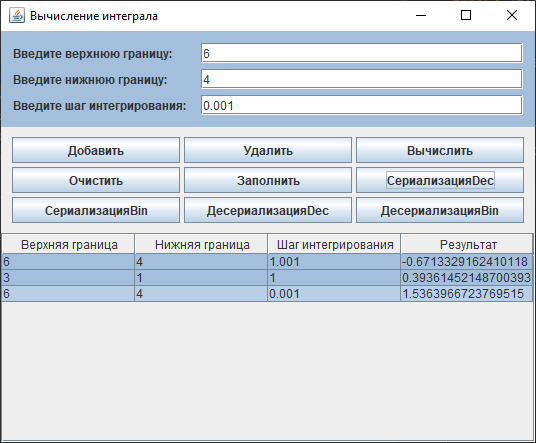 Вычисление интеграла
Введите верхнюю границу: 6
Введите нижнюю границу: 4
Введите шаг интегрирования: 0.001
Добавить Удалить Вычислить
Очистить Заполнить СериализацияDec
СериализацияBin ДесериализацияDec ДесериализацияBin
Верхняя граница Нижняя граница Шаг интегрирования Результат
6 4 1.001 -0.6713329162410118
3 1 1 0.39361452148700393
6 4 0.001 1.5363966723769515